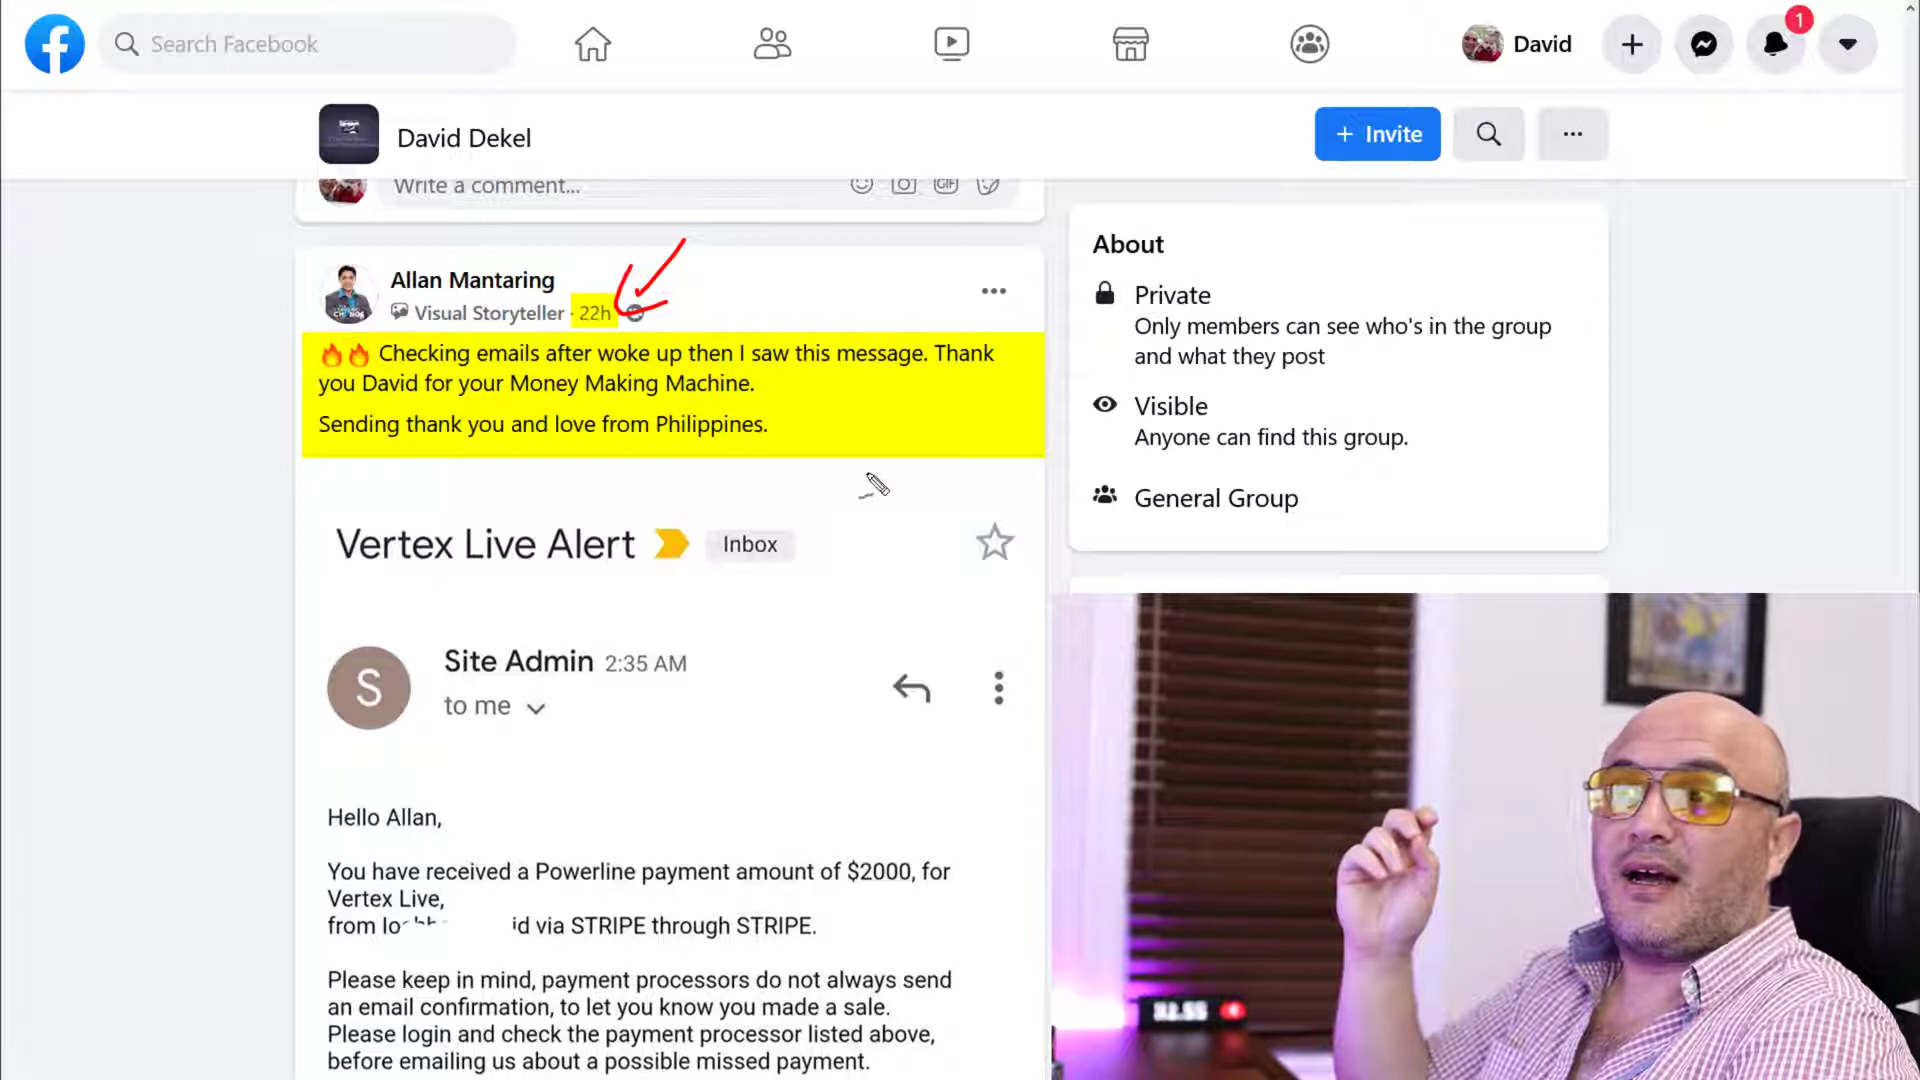 Search Facebook
David
1
David Dekel
+ Invite
Write a comment...
GIF
Allan Mantaring
Visual Storyteller · 22h
🔥🔥 Checking emails after woke up then I saw this message. Thank
you David for your Money Making Machine.
Sending thank you and love from Philippines.
Vertex Live Alert
Inbox
S
Site Admin 2:35 AM
to me
Hello Allan,
You have received a Powerline payment amount of $2000, for
Vertex Live,
from via STRIPE through STRIPE.
Please keep in mind, payment processors do not always send
an email confirmation, to let you know you made a sale.
Please login and check the payment processor listed above,
before emailing us about a possible missed payment.
About
Private
Only members can see who's in the group
and what they post
Visible
Anyone can find this group.
General Group